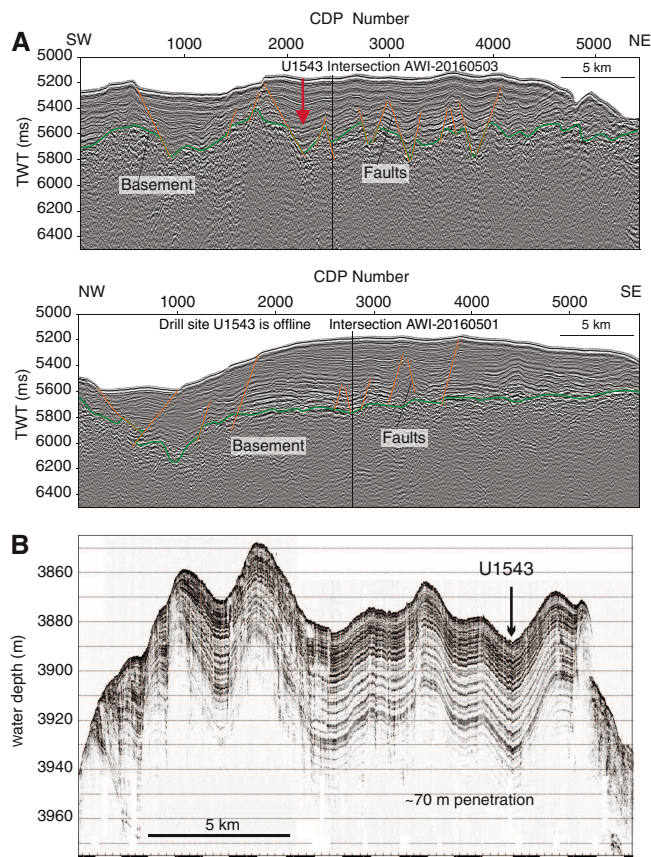 CDP Number
A
SW
1000
2000
3000
4000
5000
NE
U1543 Intersection AWI-20160503
5 km
TWT (ms)
5000
5200
5400
5600
5800
6000
6200
6400
Basement
Faults
CDP Number
NW
1000
2000
3000
4000
5000
SE
Drill site U1543 is offline
Intersection AWI-20160501
5 km
TWT (ms)
5000
5200
5400
5600
5800
6000
6200
6400
Basement
Faults
B
water depth (m)
3860
3880
3900
3920
3940
3960
U1543
~70 m penetration
5 km